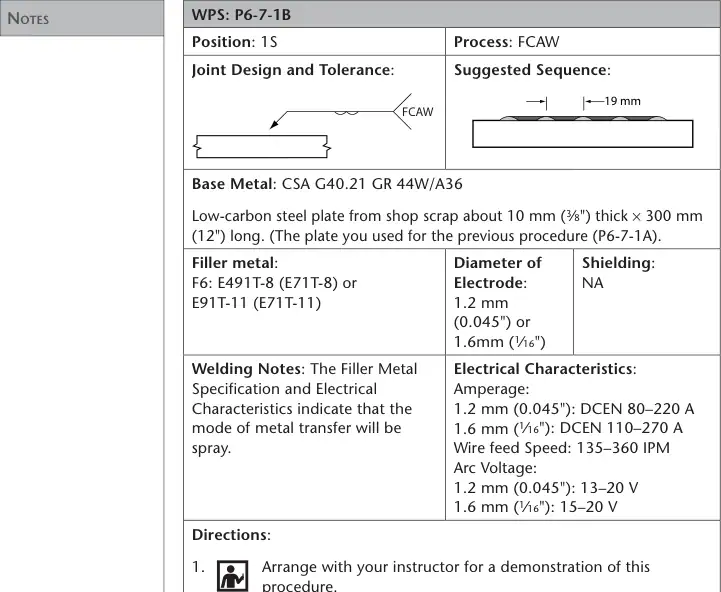 NOTES
WPS: P6-7-1B
Position: 1S
Process: FCAW
Joint Design and Tolerance:
FCAW
Suggested Sequence:
19 mm
Base Metal: CSA G40.21 GR 44W/A36
Low-carbon steel plate from shop scrap about 10 mm (⅜") thick × 300 mm
(12") long. (The plate you used for the previous procedure (P6-7-1A).
Filler metal:
F6: E491T-8 (E71T-8) or
E91T-11 (E71T-11)
Diameter of
Electrode:
1.2 mm
(0.045") or
1.6mm (1⁄16")
Shielding:
NA
Welding Notes: The Filler Metal
Specification and Electrical
Characteristics indicate that the
mode of metal transfer will be
spray.
Electrical Characteristics:
Amperage:
1.2 mm (0.045"): DCEN 80–220 A
1.6 mm (1⁄16"): DCEN 110–270 A
Wire feed Speed: 135–360 IPM
Arc Voltage:
1.2 mm (0.045"): 13–20 V
1.6 mm (1⁄16"): 15–20 V
Directions:
1. Arrange with your instructor for a demonstration of this
procedure.